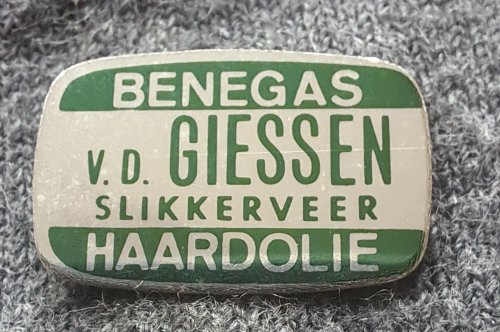 BENEGAS
V.D. GIESSEN
SLIKKERVEER
HAARDOLIE